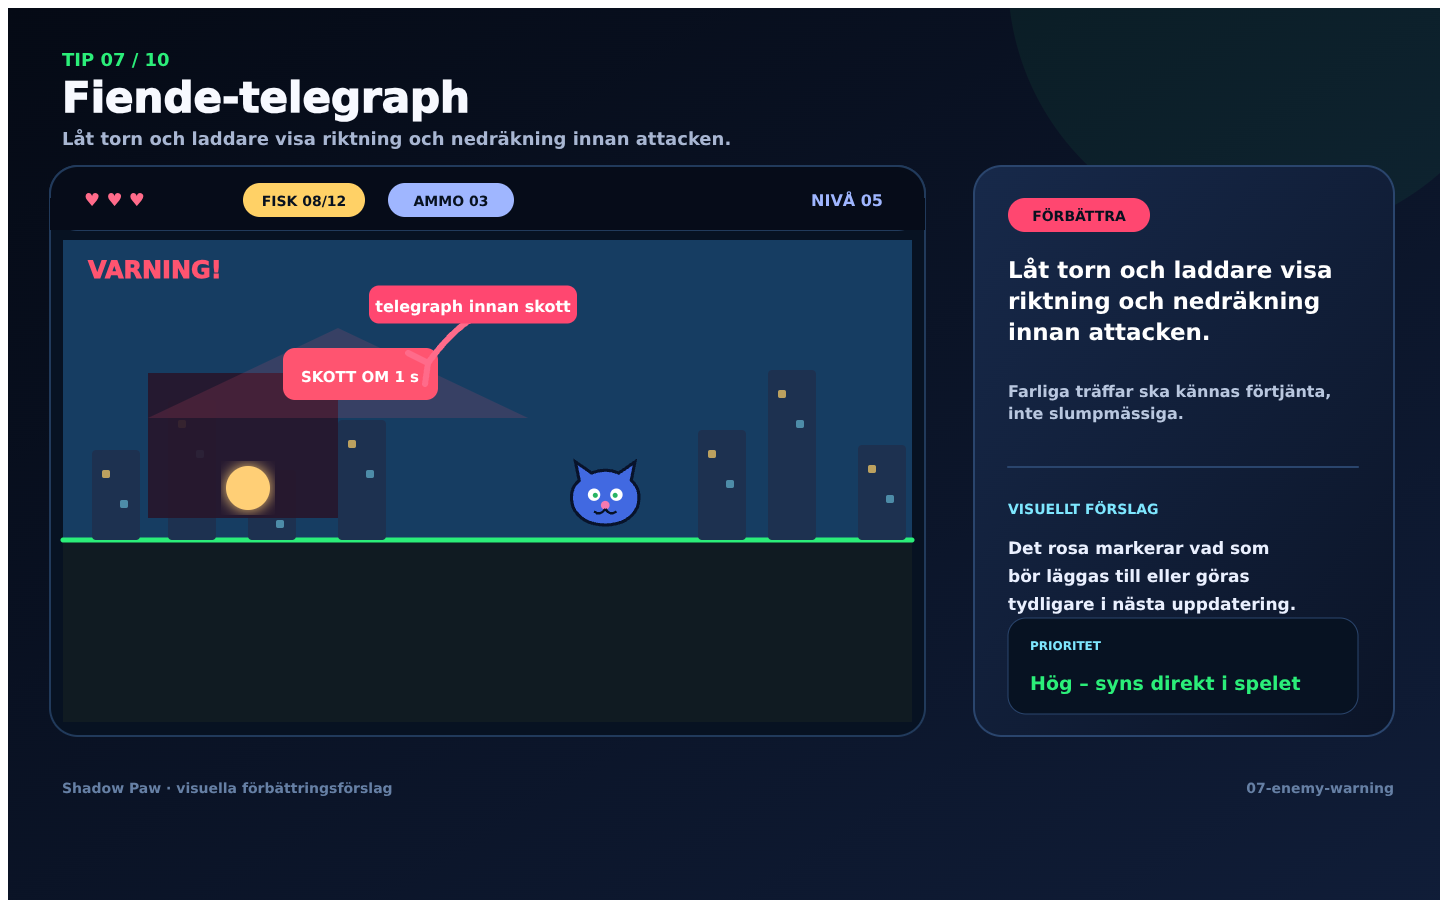 TIP 07 / 10
Fiende-telegraph
Låt torn och laddare visa riktning och nedräkning innan attacken.
♥ ♥ ♥
FISK 08/12
AMMO 03
NIVÅ 05
VARNING!
telegraph innan skott
SKOTT OM 1 s
FÖRBÄTTRA
Låt torn och laddare visa
riktning och nedräkning
innan attacken.
Farliga träffar ska kännas förtjänta,
inte slumpmässiga.
VISUELLT FÖRSLAG
Det rosa markerar vad som
bör läggas till eller göras
tydligare i nästa uppdatering.
PRIORITET
Hög – syns direkt i spelet
Shadow Paw · visuella förbättringsförslag
07-enemy-warning